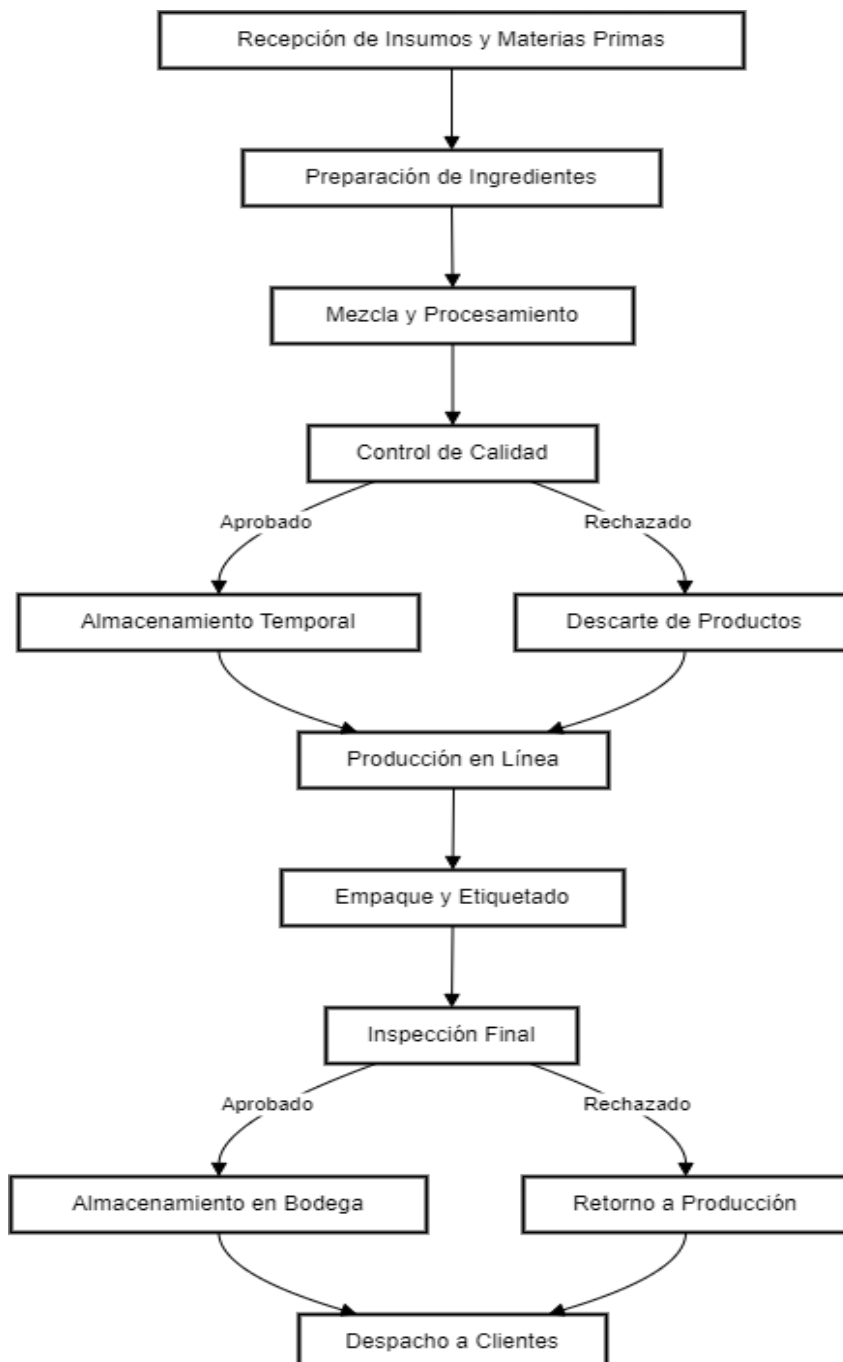 Recepción de Insumos y Materias Primas
Preparación de Ingredientes
Mezcla y Procesamiento
Control de Calidad
Aprobado
Rechazado
Almacenamiento Temporal
Descarte de Productos
Producción en Línea
Empaque y Etiquetado
Inspección Final
Aprobado
Rechazado
Almacenamiento en Bodega
Retorno a Producción
Despacho a Clientes